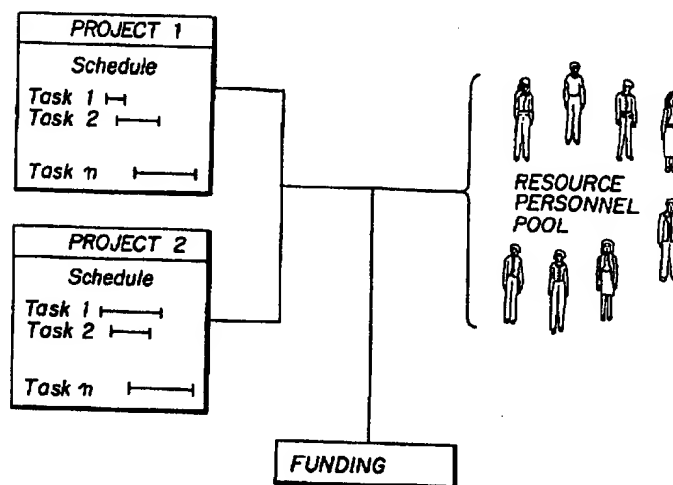 PROJECT 1
Schedule
Task 1
Task 2
Task n
PROJECT 2
Schedule
Task 1
Task 2
Task n
RESOURCE
PERSONNEL
POOL
FUNDING